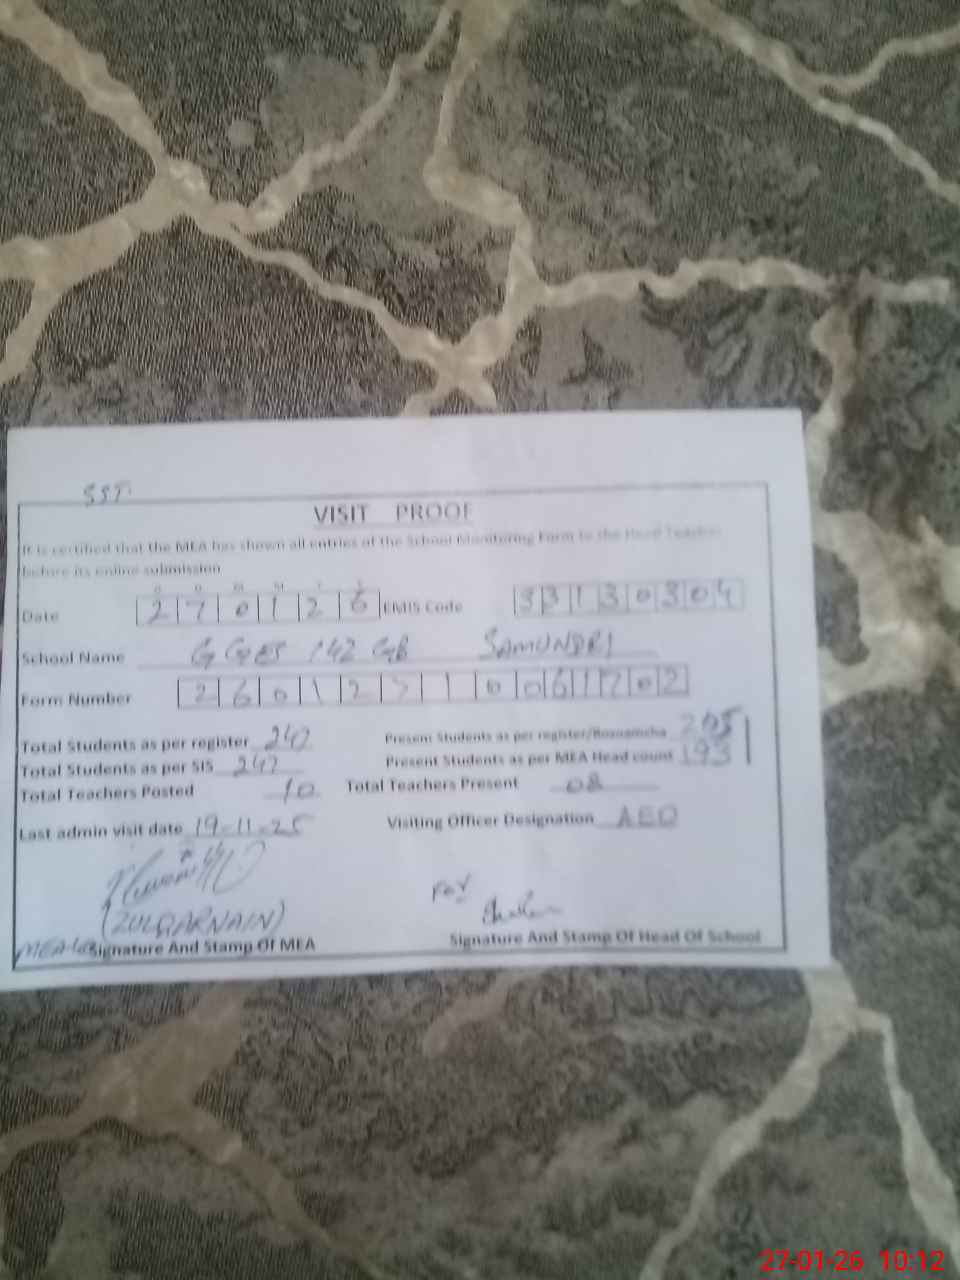 SST.
VISIT PROOF
It is certified that the MEA has shown all entries of the School Monitoring Form to the Head Teacher
before its online submission
D D M M Y Y
Date 2 7 0 1 2 6 EMIS Code 3 3 1 3 0 3 0 4
School Name G GES 142 GB SAMUNDRI
Form Number 2 6 0 1 2 7 1 0 0 6 1 7 0 2
Total Students as per register 247 Present Students as per register/Roznamcha 205
Total Students as per SIS 247 Present Students as per MEA Head count 193
Total Teachers Posted 10 Total Teachers Present 08
Last admin visit date 19-11-25 Visiting Officer Designation AEO
For
(ZULQARNAIN)
MEA Signature And Stamp Of MEA Signature And Stamp Of Head Of School
27-01-26 10:12